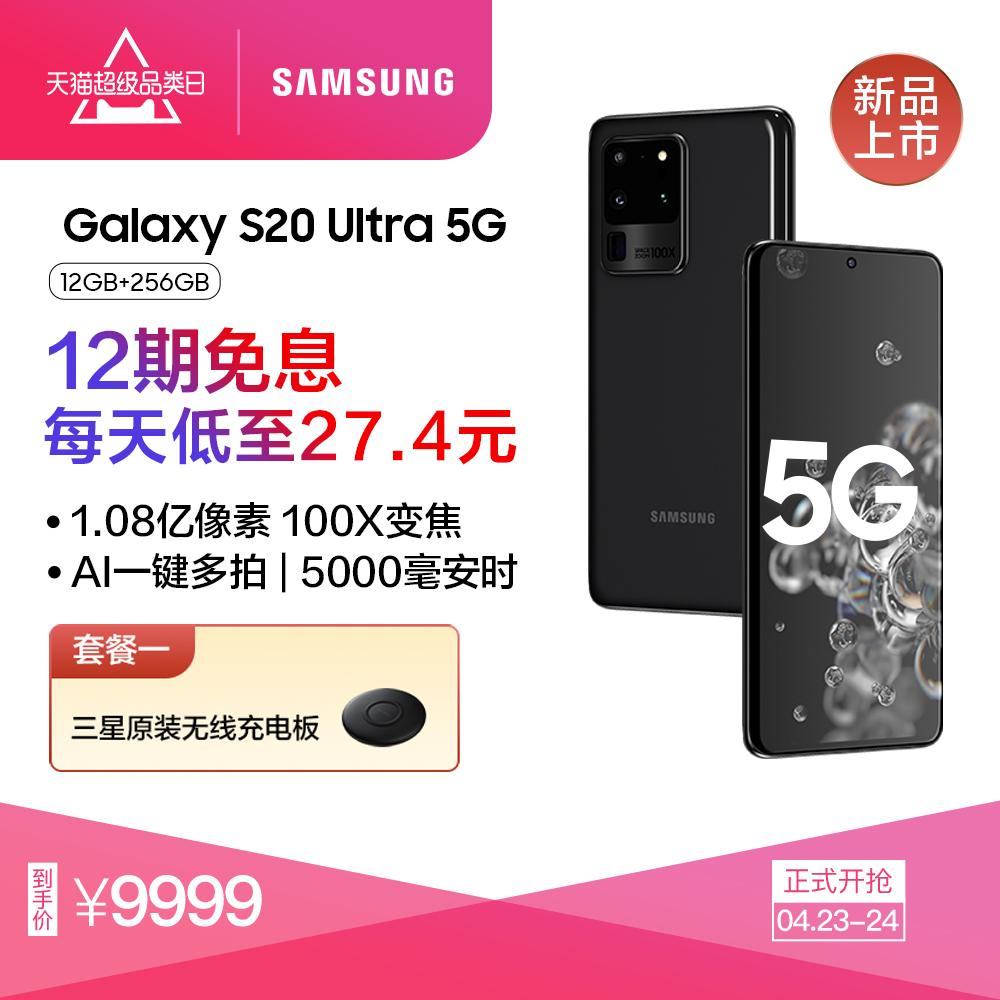 天猫超级品类日
SAMSUNG
新品
上市
Galaxy S20 Ultra 5G
12GB+256GB
12期免息
每天低至27.4元
• 1.08亿像素 100X变焦
• AI一键多拍 | 5000毫安时
套餐一
三星原装无线充电板
SPACE
ZOOM 100X
SAMSUNG
5G
到手价
¥9999
正式开抢
04.23-24